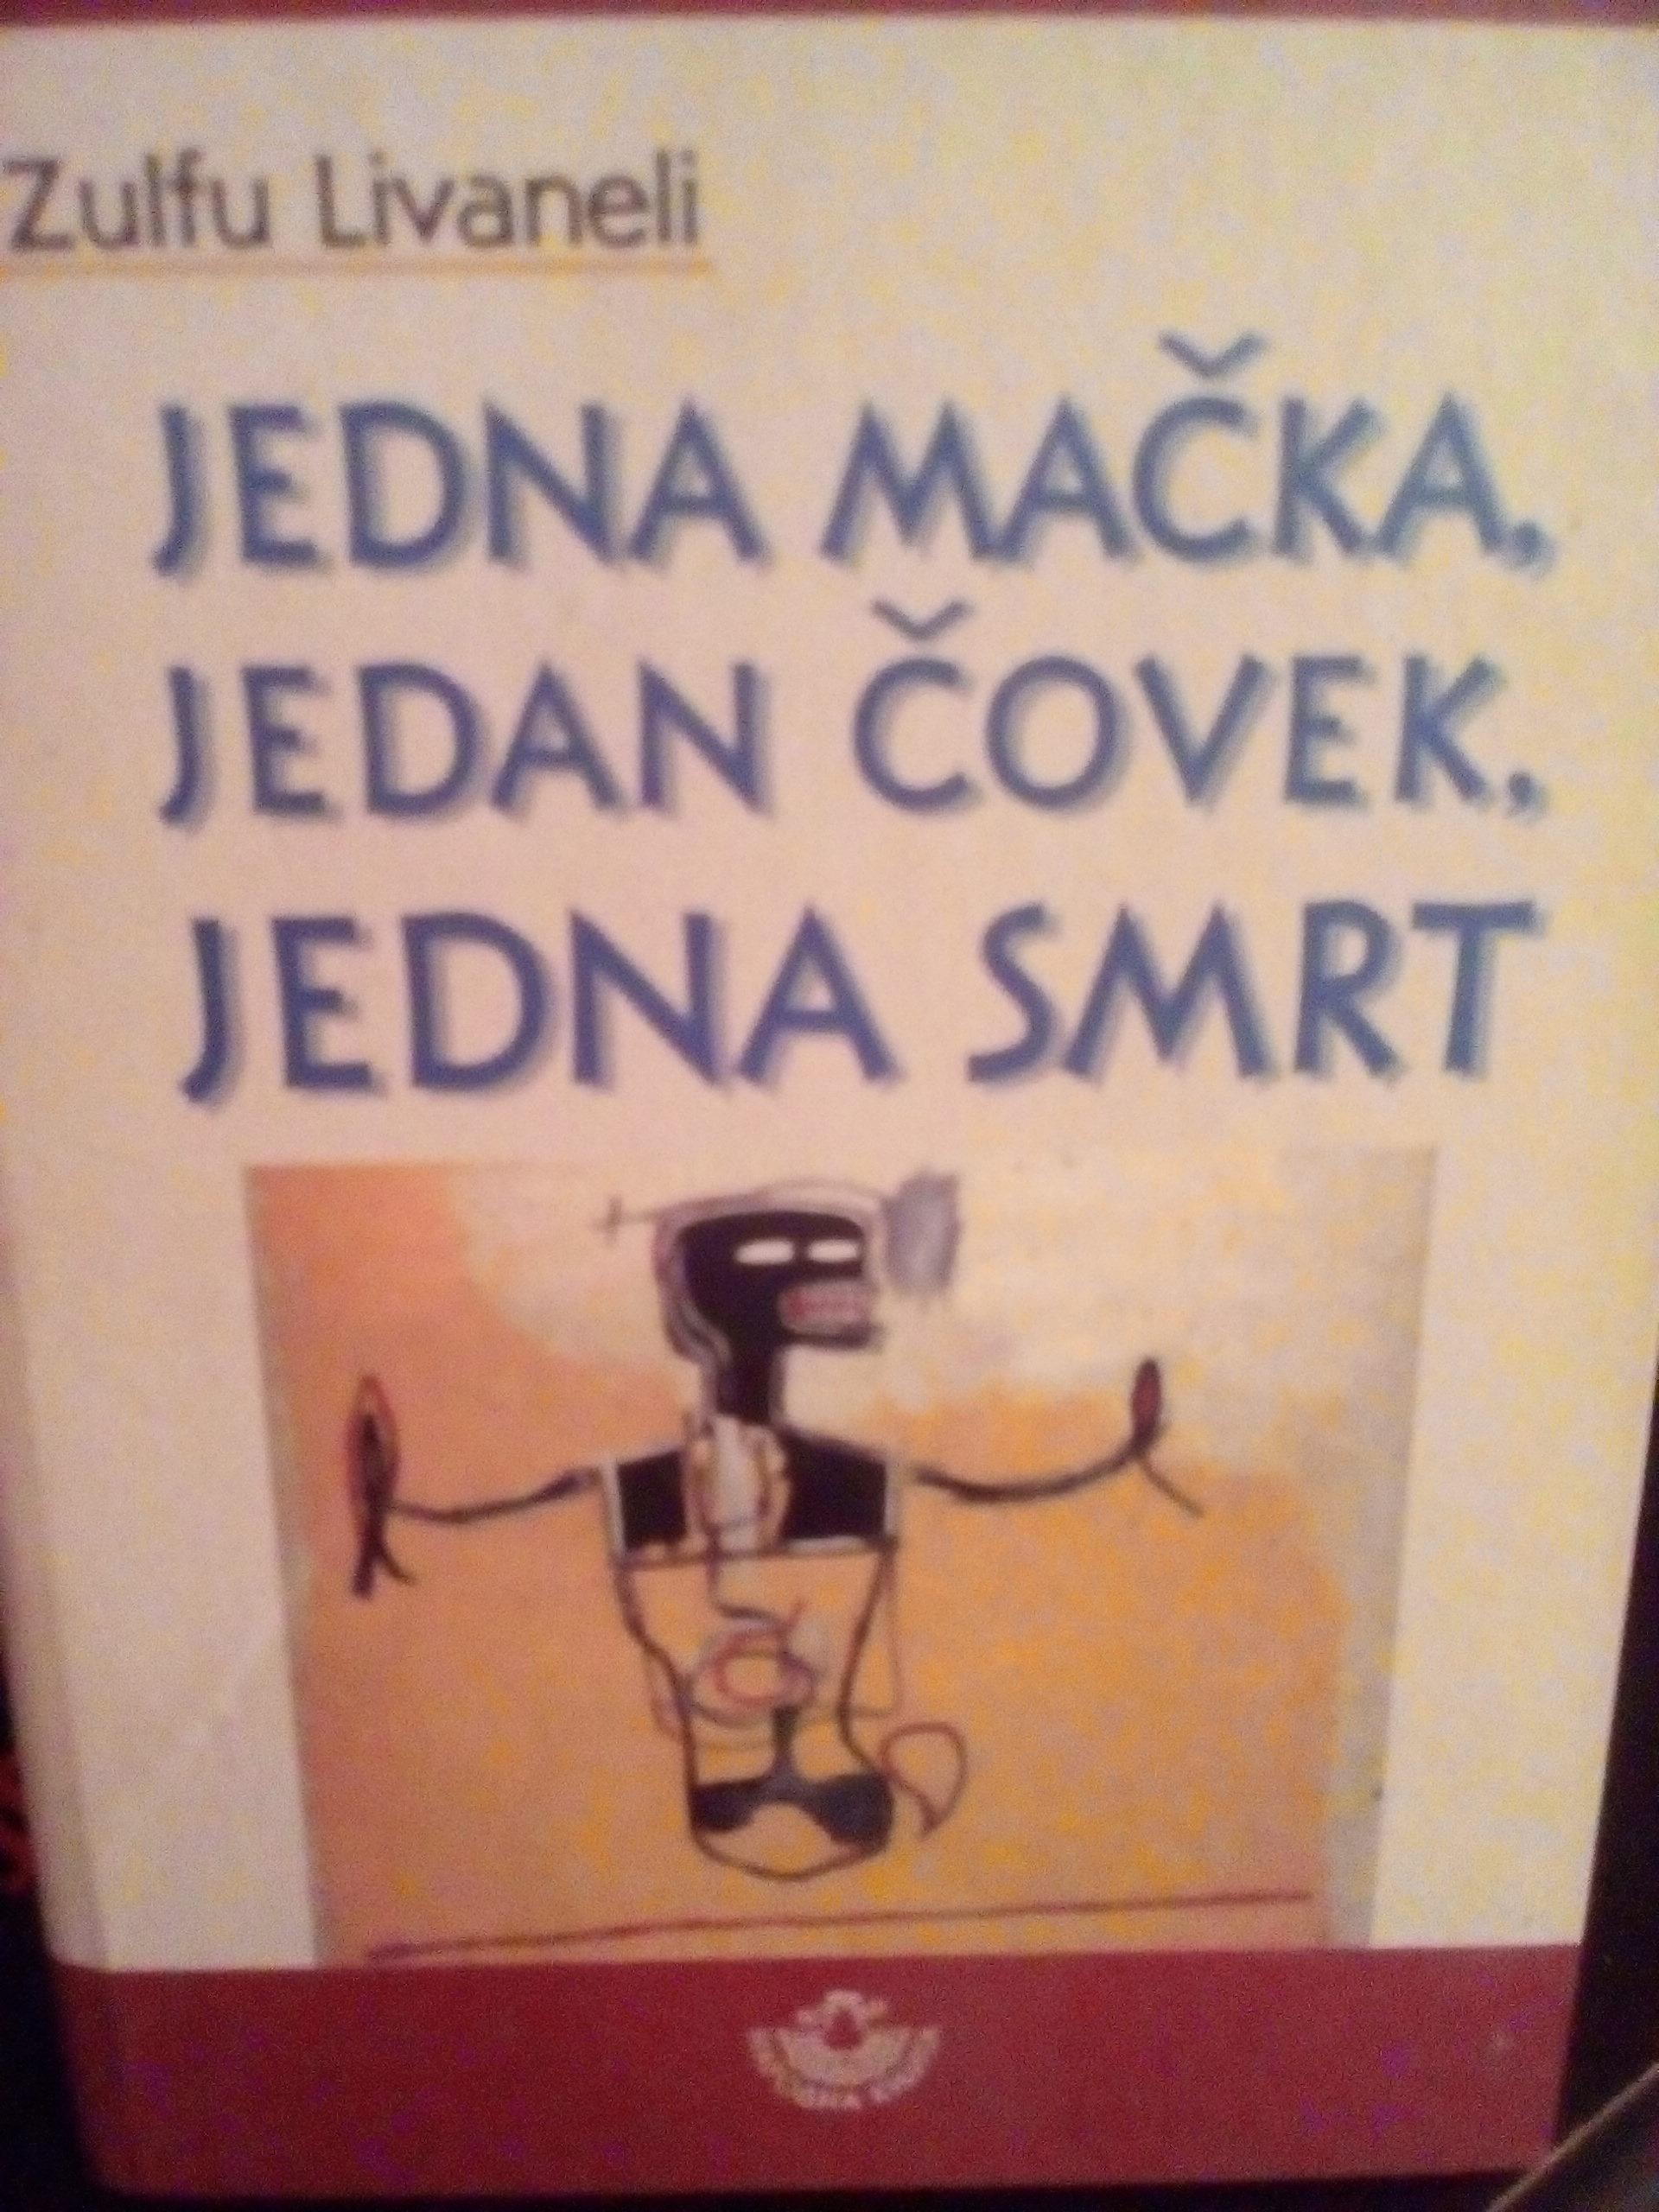 Zulfu Livaneli
JEDNA MAČKA,
JEDAN ČOVEK,
JEDNA SMRT